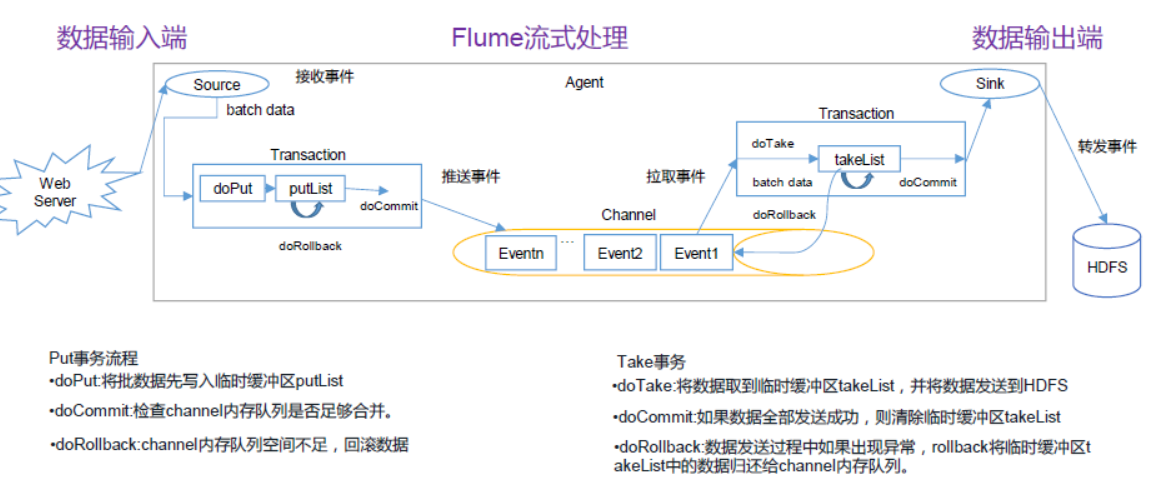 数据输入端
Flume流式处理
数据输出端
Source
接收事件
Agent
Sink
batch data
Transaction
Transaction
doTake
takeList
转发事件
Web
Server
doPut
putList
doCommit
推送事件
拉取事件
batch data
doCommit
doRollback
doRollback
Channel
Eventn
...
Event2
Event1
HDFS
Put事务流程
•doPut:将批数据先写入临时缓冲区putList
•doCommit:检查channel内存队列是否足够合并。
•doRollback:channel内存队列空间不足，回滚数据
Take事务
•doTake:将数据取到临时缓冲区takeList，并将数据发送到HDFS
•doCommit:如果数据全部发送成功，则清除临时缓冲区takeList
•doRollback:数据发送过程中如果出现异常，rollback将临时缓冲区t
akeList中的数据归还给channel内存队列。